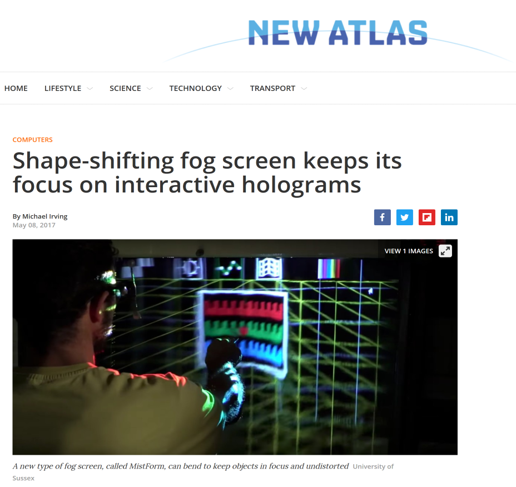 NEW ATLAS
HOME LIFESTYLE SCIENCE TECHNOLOGY TRANSPORT
COMPUTERS
Shape-shifting fog screen keeps its
focus on interactive holograms
By Michael Irving
May 08, 2017
VIEW 1 IMAGES
A new type of fog screen, called MistForm, can bend to keep objects in focus and undistorted University of
Sussex